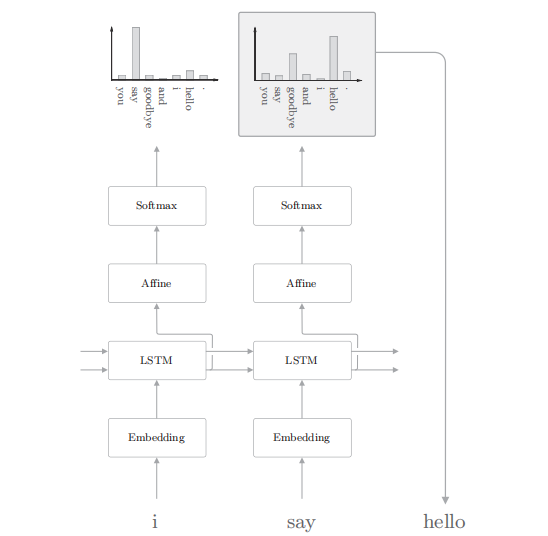 you say goodbye and i hello .
you say goodbye and i hello .
Softmax Softmax
Affine Affine
LSTM LSTM
Embedding Embedding
i say hello